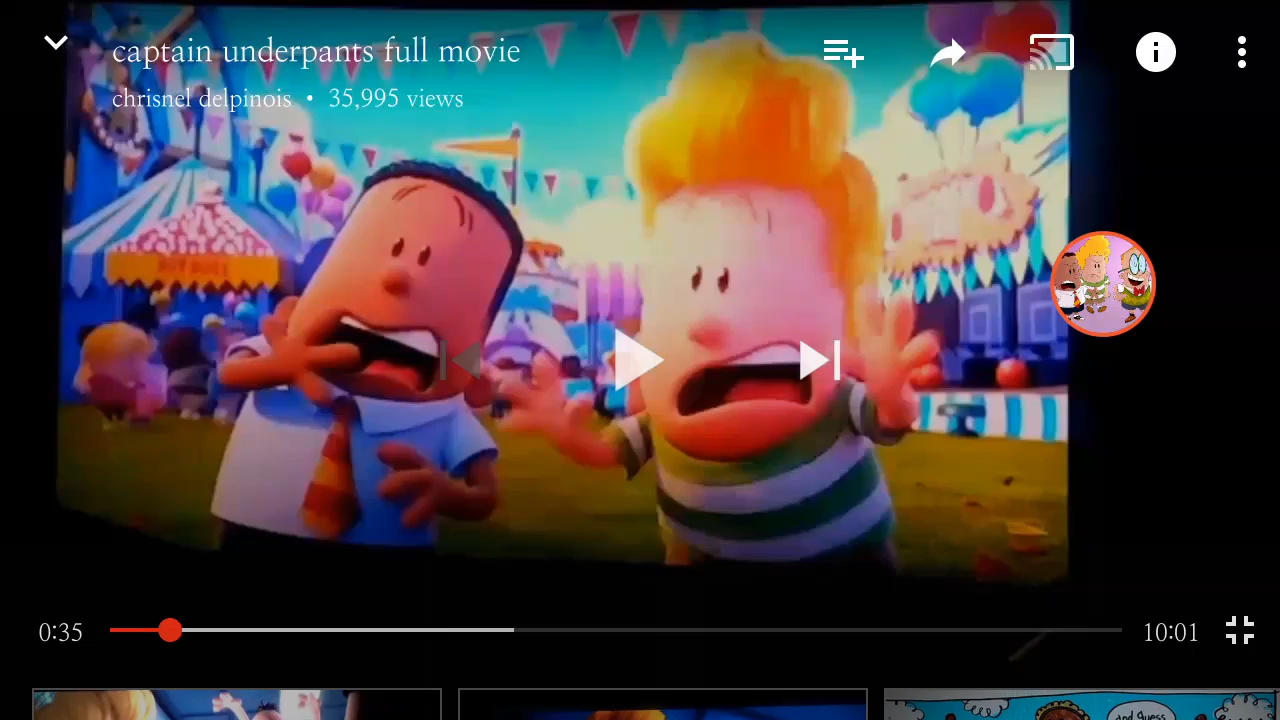 captain underpants full movie
chrisnel delpinois • 35,995 views
0:35
10:01
and guess